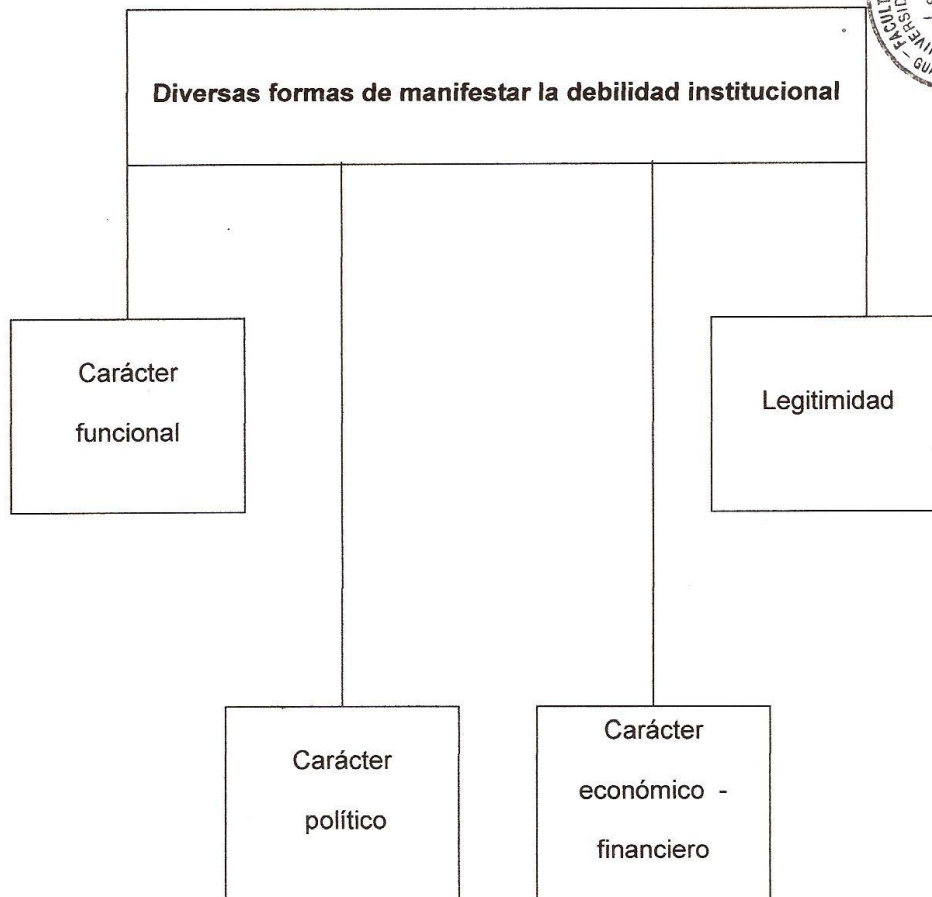 Diversas formas de manifestar la debilidad institucional
Carácter
funcional
Legitimidad
Carácter
político
Carácter
económico -
financiero